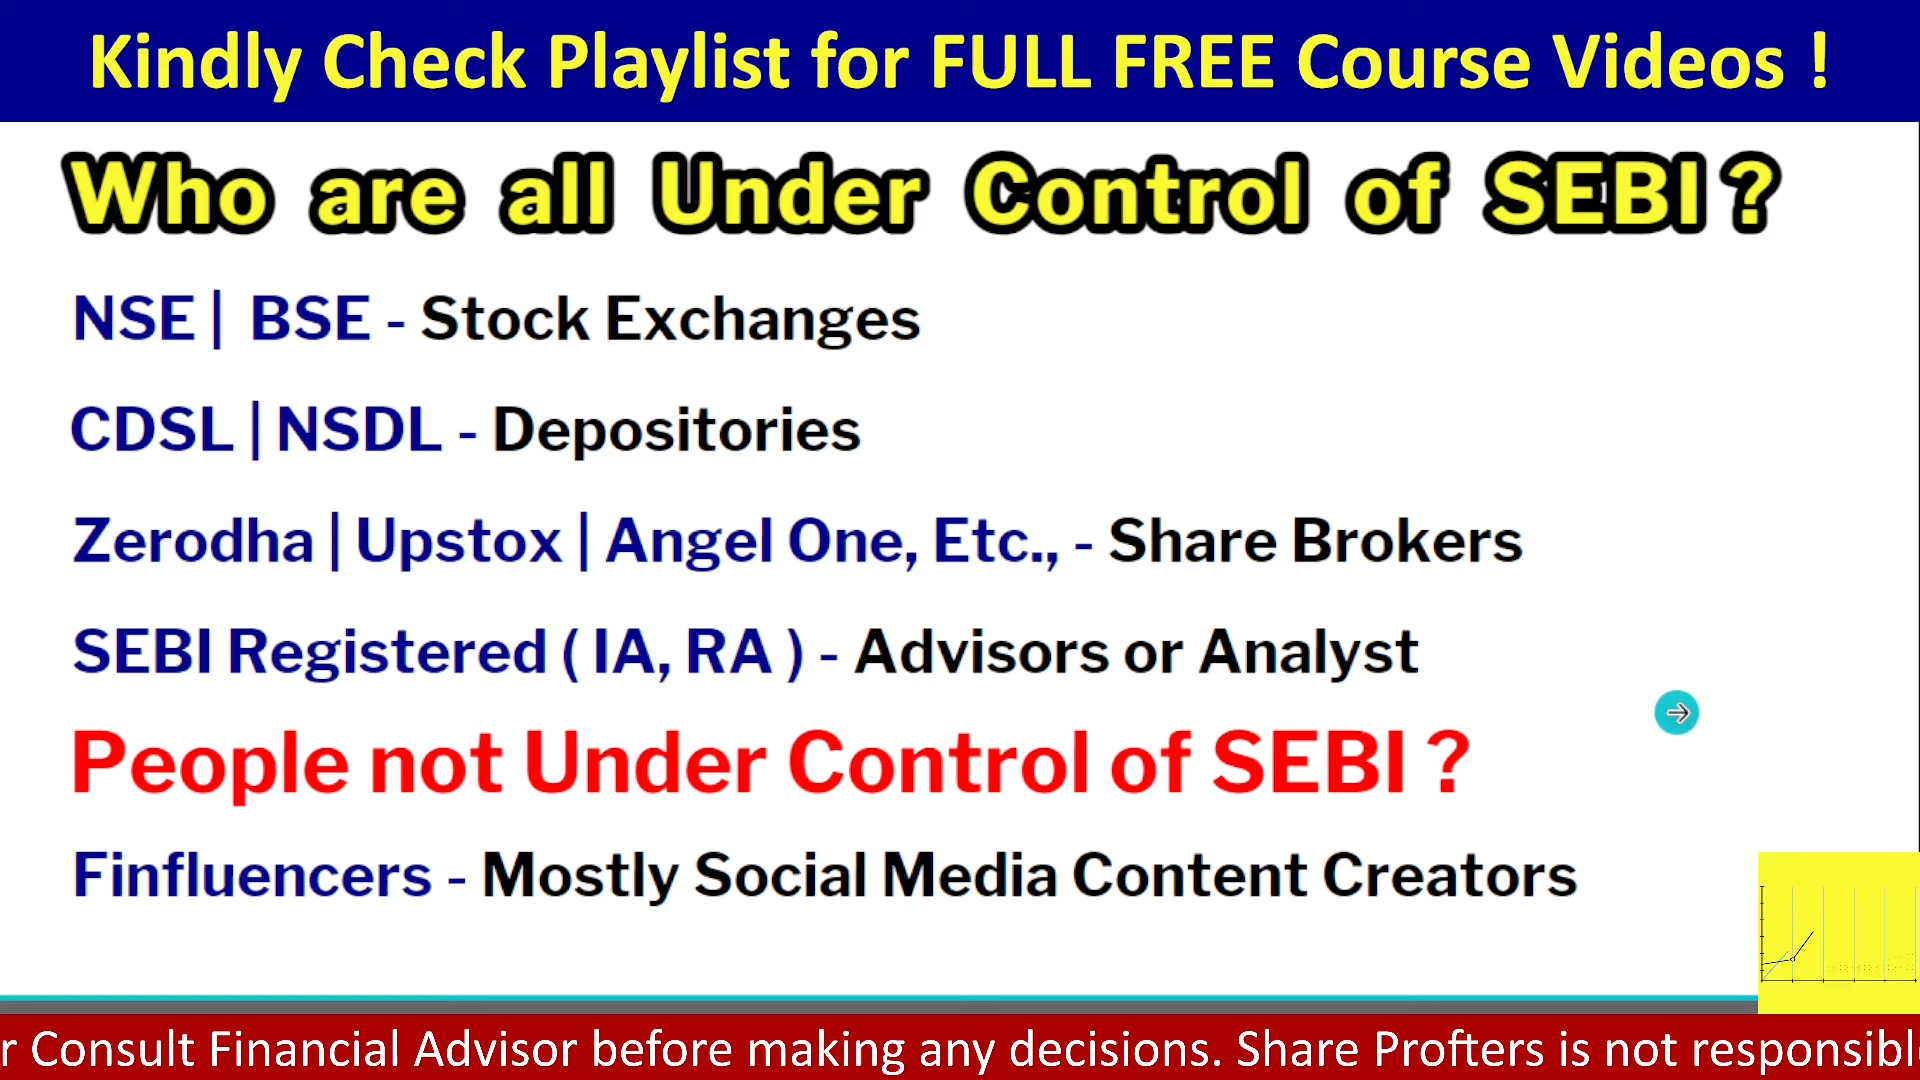 Kindly Check Playlist for FULL FREE Course Videos !
Who are all Under Control of SEBI ?
NSE | BSE - Stock Exchanges
CDSL | NSDL - Depositories
Zerodha | Upstox | Angel One, Etc., - Share Brokers
SEBI Registered ( IA, RA ) - Advisors or Analyst
People not Under Control of SEBI ?
Finfluencers - Mostly Social Media Content Creators
r Consult Financial Advisor before making any decisions. Share Profters is not responsibl